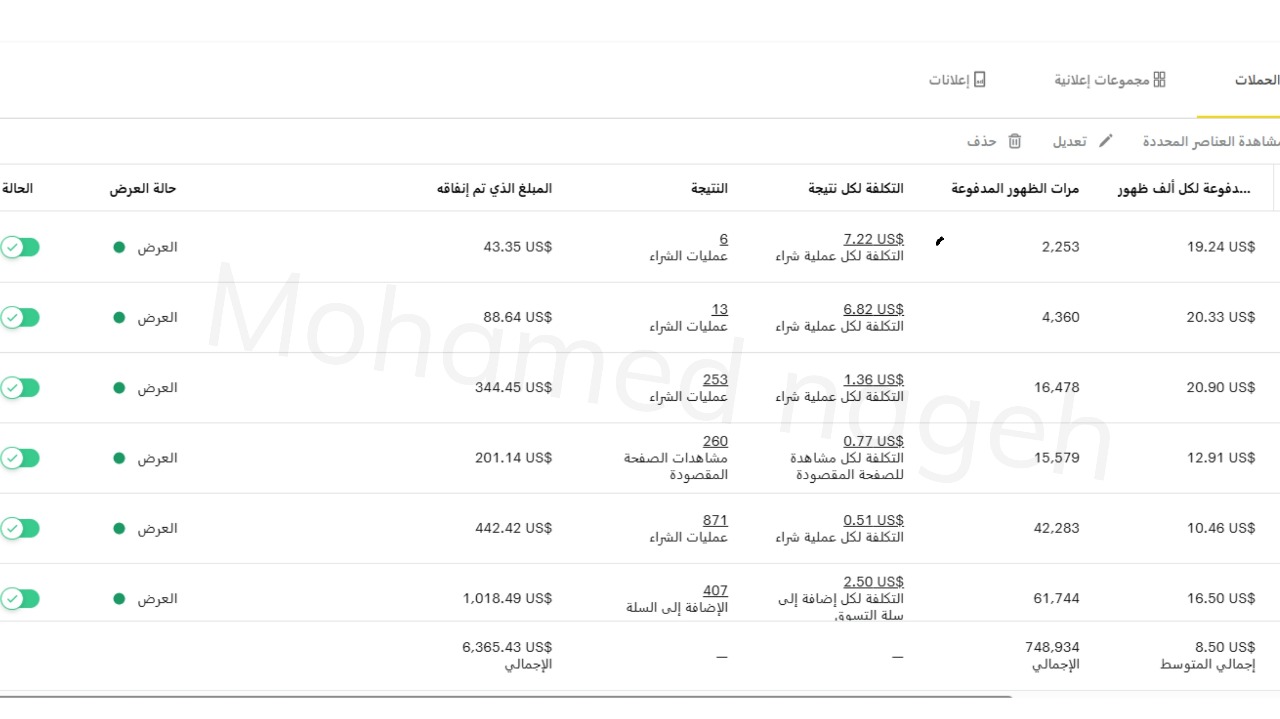 الحملات
مجموعات إعلانية
إعلانات
مشاهدة العناصر المحددة
تعديل
حذف
...دفوعة لكل ألف ظهور
مرات الظهور المدفوعة
التكلفة لكل نتيجة
النتيجة
المبلغ الذي تم إنفاقه
حالة العرض
الحالة
19.24 US$
2,253
7.22 US$
التكلفة لكل عملية شراء
6
عمليات الشراء
43.35 US$
العرض
20.33 US$
4,360
6.82 US$
التكلفة لكل عملية شراء
13
عمليات الشراء
88.64 US$
العرض
20.90 US$
16,478
1.36 US$
التكلفة لكل عملية شراء
253
عمليات الشراء
344.45 US$
العرض
12.91 US$
15,579
0.77 US$
التكلفة لكل مشاهدة
للصفحة المقصودة
260
مشاهدات الصفحة
المقصودة
201.14 US$
العرض
10.46 US$
42,283
0.51 US$
التكلفة لكل عملية شراء
871
عمليات الشراء
442.42 US$
العرض
16.50 US$
61,744
2.50 US$
التكلفة لكل إضافة إلى
سلة التسوق
407
الإضافة إلى السلة
1,018.49 US$
العرض
8.50 US$
إجمالي المتوسط
748,934
الإجمالي
—
—
6,365.43 US$
الإجمالي
Mohamed nageh